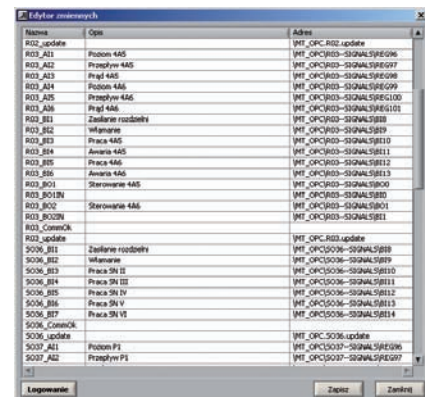 Edytor zmiennych
Nazwa Opis Adres
R02_update \MT_OPC.R02.update
R03_AI1 Poziom 4A5 \MT_OPC\R03--SIGNALS\REG96
R03_AI2 Przepływ 4A5 \MT_OPC\R03--SIGNALS\REG97
R03_AI3 Prąd 4A5 \MT_OPC\R03--SIGNALS\REG98
R03_AI4 Poziom 4A6 \MT_OPC\R03--SIGNALS\REG99
R03_AI5 Przepływ 4A6 \MT_OPC\R03--SIGNALS\REG100
R03_AI6 Prąd 4A6 \MT_OPC\R03--SIGNALS\REG101
R03_BI1 Zasilanie rozdzielni \MT_OPC\R03--SIGNALS\BI8
R03_BI2 Włamanie \MT_OPC\R03--SIGNALS\BI9
R03_BI3 Praca 4A5 \MT_OPC\R03--SIGNALS\BI10
R03_BI4 Awaria 4A5 \MT_OPC\R03--SIGNALS\BI11
R03_BI5 Praca 4A6 \MT_OPC\R03--SIGNALS\BI12
R03_BI6 Awaria 4A6 \MT_OPC\R03--SIGNALS\BI13
R03_BO1 Sterowanie 4A5 \MT_OPC\R03--SIGNALS\BO0
R03_BO1IN \MT_OPC\R03--SIGNALS\BI0
R03_BO2 Sterowanie 4A6 \MT_OPC\R03--SIGNALS\BO1
R03_BO2IN \MT_OPC\R03--SIGNALS\BI1
R03_CommOk
R03_update \MT_OPC.R03.update
S036_BI1 Zasilanie rozdzielni \MT_OPC\S036--SIGNALS\BI8
S036_BI2 Włamanie \MT_OPC\S036--SIGNALS\BI9
S036_BI3 Praca SN II \MT_OPC\S036--SIGNALS\BI10
S036_BI4 Praca SN III \MT_OPC\S036--SIGNALS\BI11
S036_BI5 Praca SN IV \MT_OPC\S036--SIGNALS\BI12
S036_BI6 Praca SN V \MT_OPC\S036--SIGNALS\BI13
S036_BI7 Praca SN VI \MT_OPC\S036--SIGNALS\BI14
S036_CommOk
S036_update \MT_OPC.S036.update
S037_AI1 Poziom P1 \MT_OPC\S037--SIGNALS\REG96
S037_AI2 Przepływ P1 \MT_OPC\S037--SIGNALS\REG97
Logowanie Zapisz Zamknij